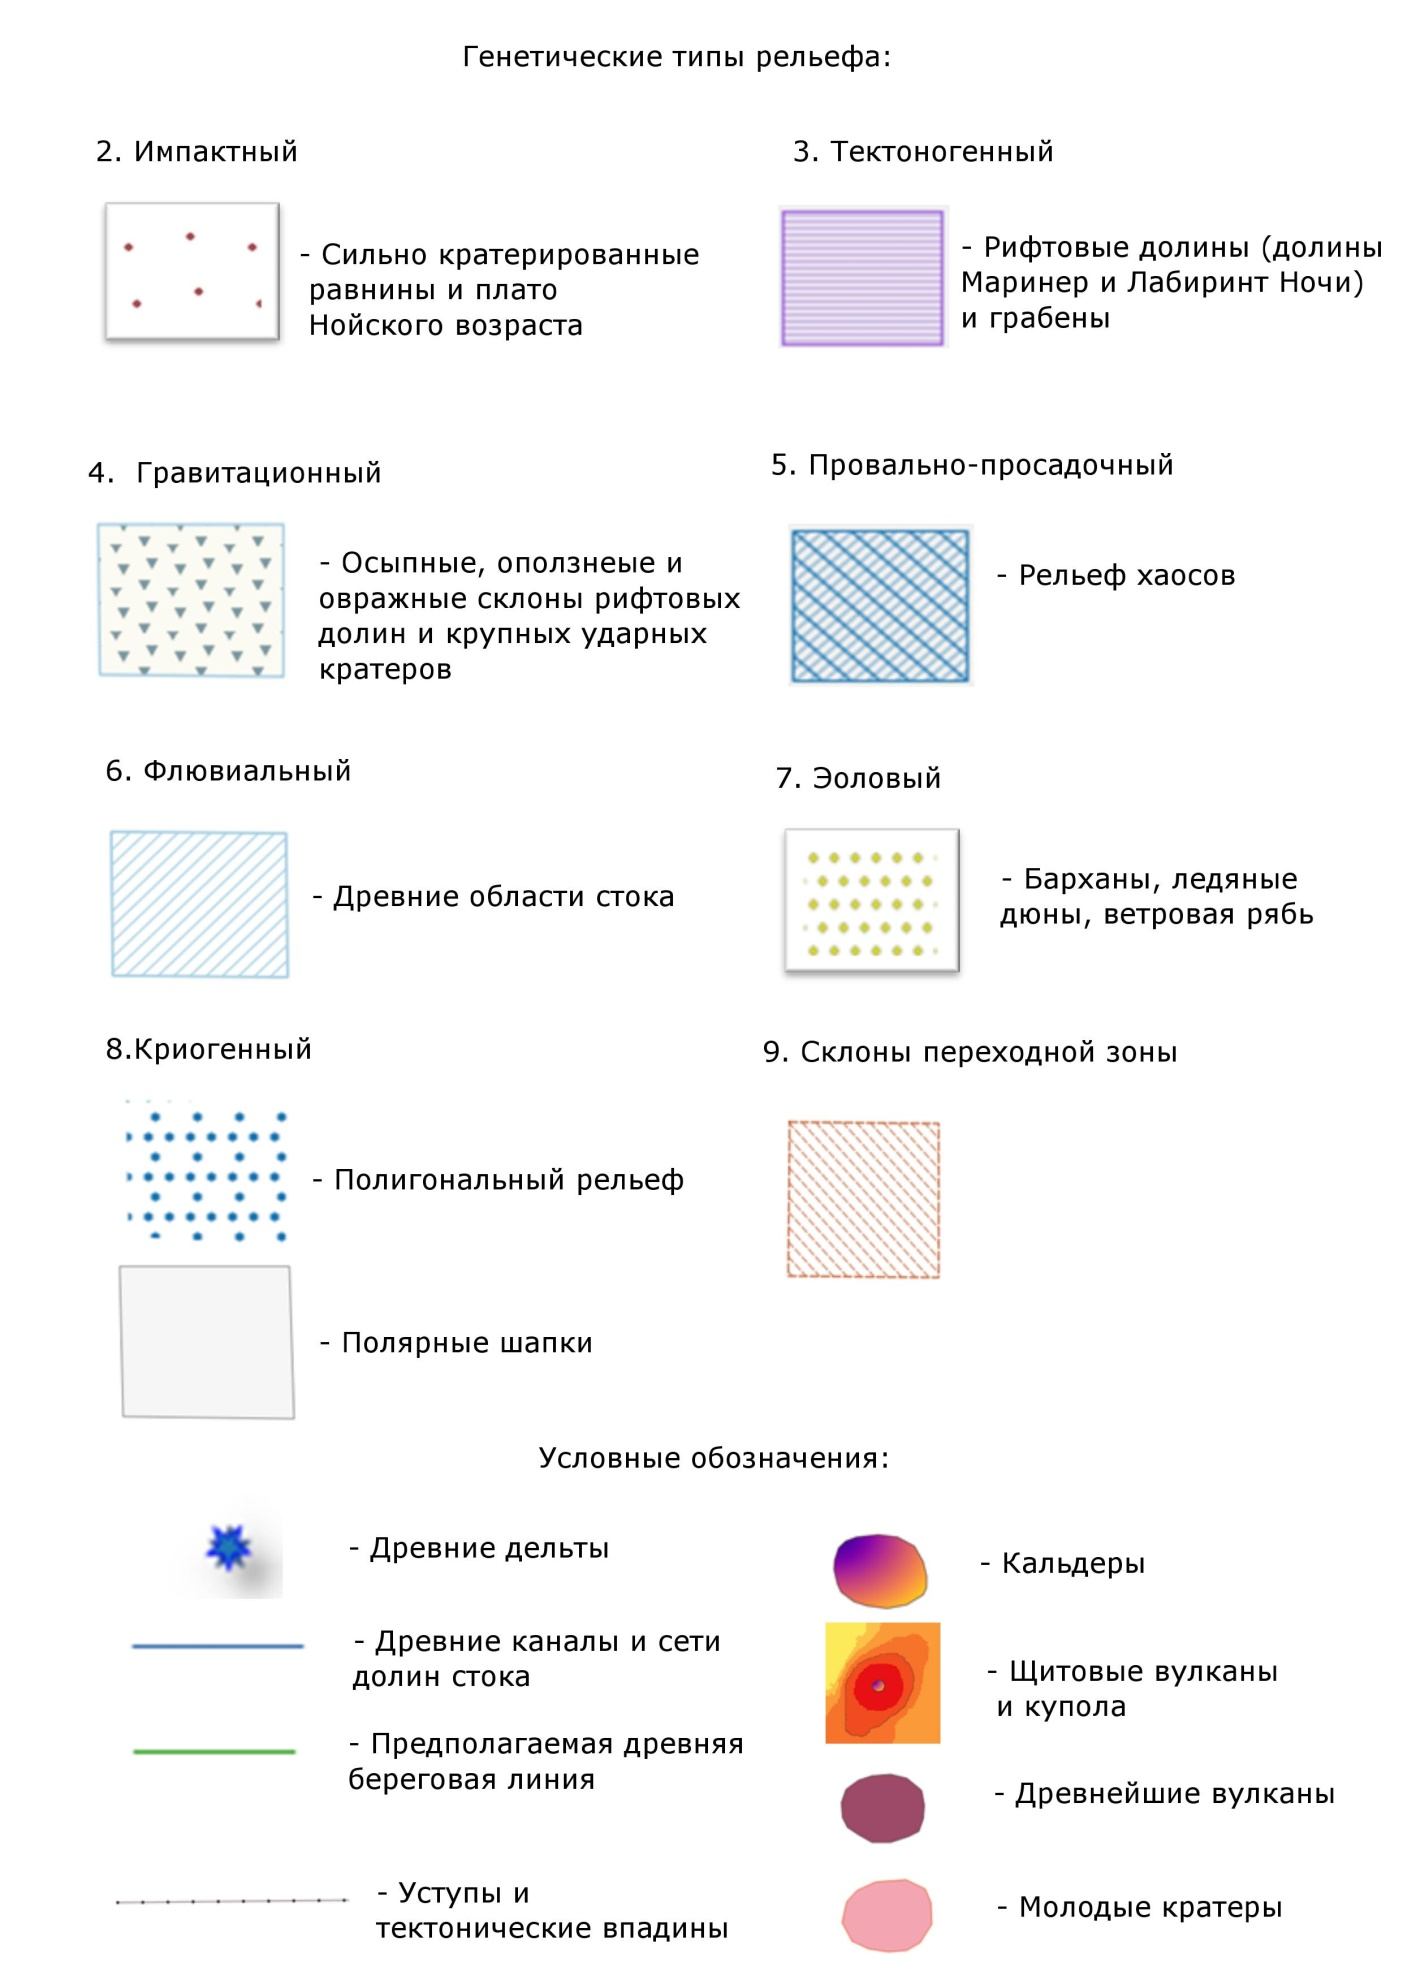 Генетические типы рельефа:
2. Импактный
- Сильно кратерированные
равнины и плато
Нойского возраста
3. Тектоногенный
- Рифтовые долины (долины
Маринер и Лабиринт Ночи)
и грабены
4. Гравитационный
- Осыпные, оползнеые и
овражные склоны рифтовых
долин и крупных ударных
кратеров
5. Провально-просадочный
- Рельеф хаосов
6. Флювиальный
- Древние области стока
7. Эоловый
- Барханы, ледяные
дюны, ветровая рябь
8.Криогенный
- Полигональный рельеф
- Полярные шапки
9. Склоны переходной зоны
Условные обозначения:
- Древние дельты
- Древние каналы и сети
долин стока
- Предполагаемая древняя
береговая линия
- Уступы и
тектонические впадины
- Кальдеры
- Щитовые вулканы
и купола
- Древнейшие вулканы
- Молодые кратеры